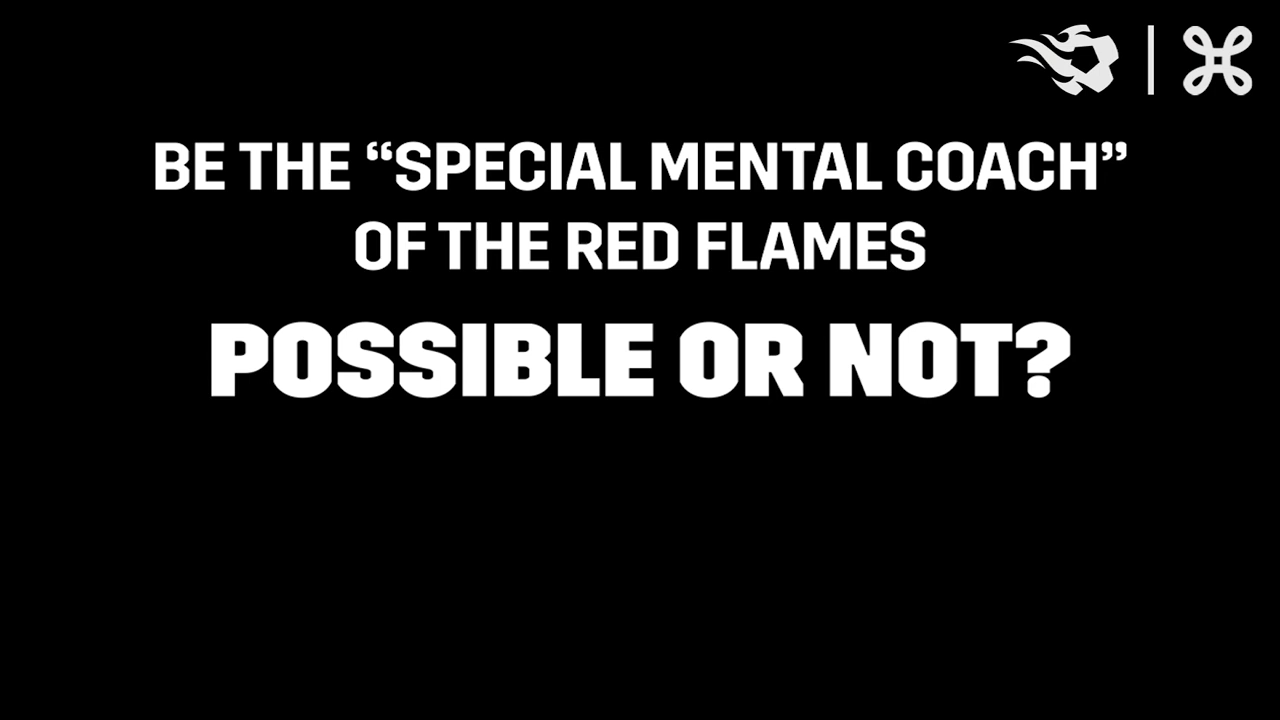 BE THE “SPECIAL MENTAL COACH”
OF THE RED FLAMES
POSSIBLE OR NOT?